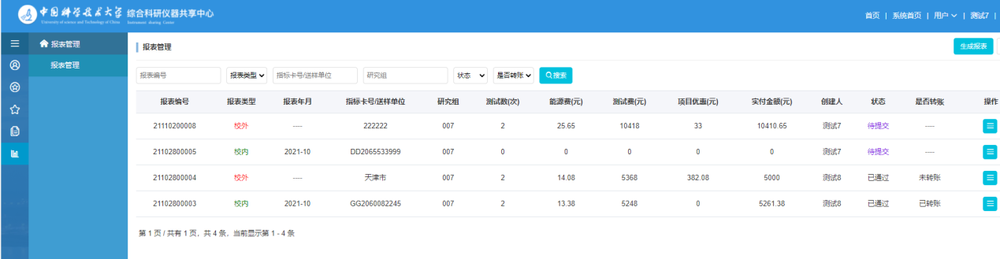 中国科学技术大学 综合科研仪器共享中心
University of science and Technology of China Instrument sharing Center
首页 | 系统首页 | 用户 | 测试7 |
报表管理
报表管理
报表管理
生成报表
报表编号 报表类型 指标卡号/送样单位 研究组 状态 是否转账 搜索
报表编号 报表类型 报表年月 指标卡号/送样单位 研究组 测试数(次) 能源费(元) 测试费(元) 项目优惠(元) 实付金额(元) 创建人 状态 是否转账 操作
21110200008 校外 ---- 222222 007 2 25.65 10418 33 10410.65 测试7 待提交 ----
21102800005 校内 2021-10 DD2065533999 007 0 0 0 0 0 测试7 待提交 ----
21102800004 校外 ---- 天津市 007 2 14.08 5368 382.08 5000 测试8 已通过 未转账
21102800003 校内 2021-10 GG2060082245 007 2 13.38 5248 0 5261.38 测试8 已通过 已转账
第 1 页 / 共有 1 页, 共 4 条, 当前显示第 1 - 4 条